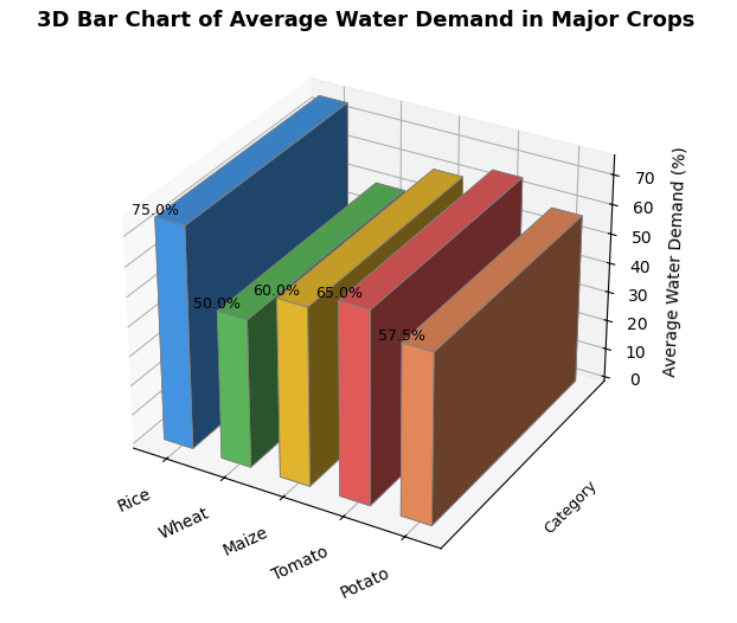 3D Bar Chart of Average Water Demand in Major Crops
75.0%
50.0%
60.0%
65.0%
57.5%
70
60
50
40
30
20
10
0
Average Water Demand (%)
Rice
Wheat
Maize
Tomato
Potato
Category